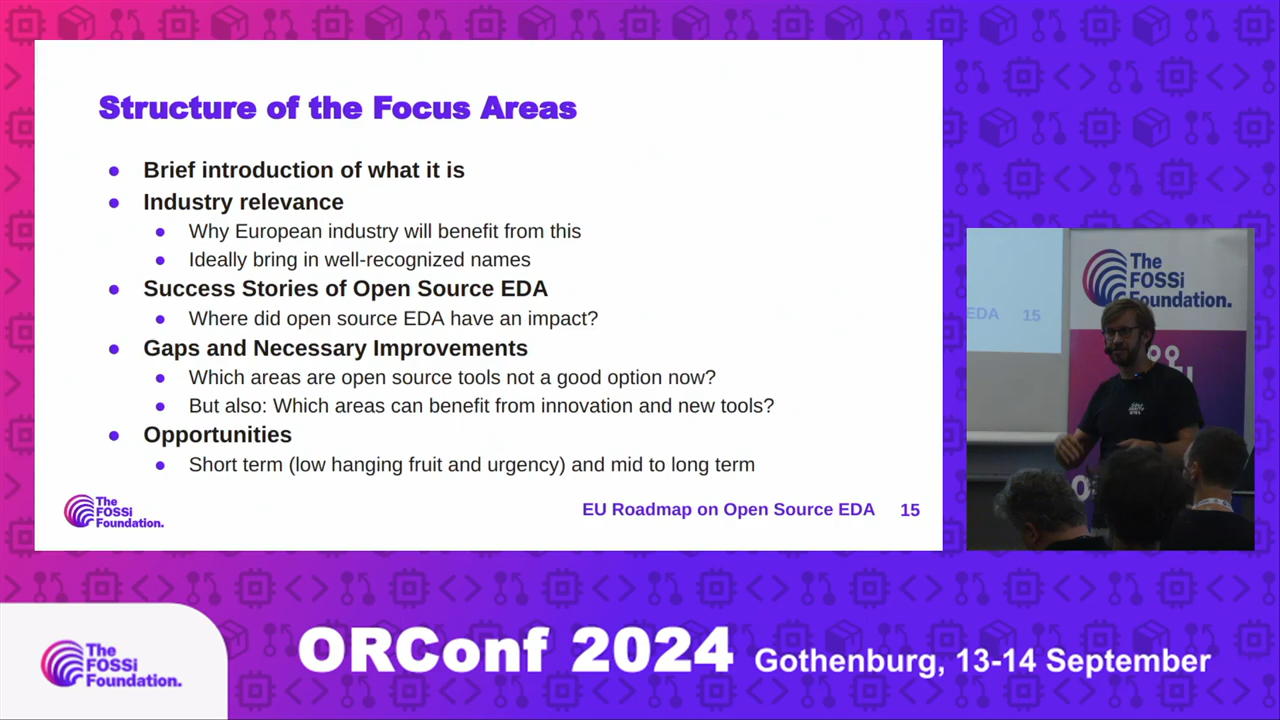 Structure of the Focus Areas
● Brief introduction of what it is
● Industry relevance
● Why European industry will benefit from this
● Ideally bring in well-recognized names
● Success Stories of Open Source EDA
● Where did open source EDA have an impact?
● Gaps and Necessary Improvements
● Which areas are open source tools not a good option now?
● But also: Which areas can benefit from innovation and new tools?
● Opportunities
● Short term (low hanging fruit and urgency) and mid to long term
The
FOSSi
Foundation.
EU Roadmap on Open Source EDA 15
The
FOSSi
Foundation.
EDA 15
The
FOSSi
Foundation.
ORConf 2024 Gothenburg, 13-14 September